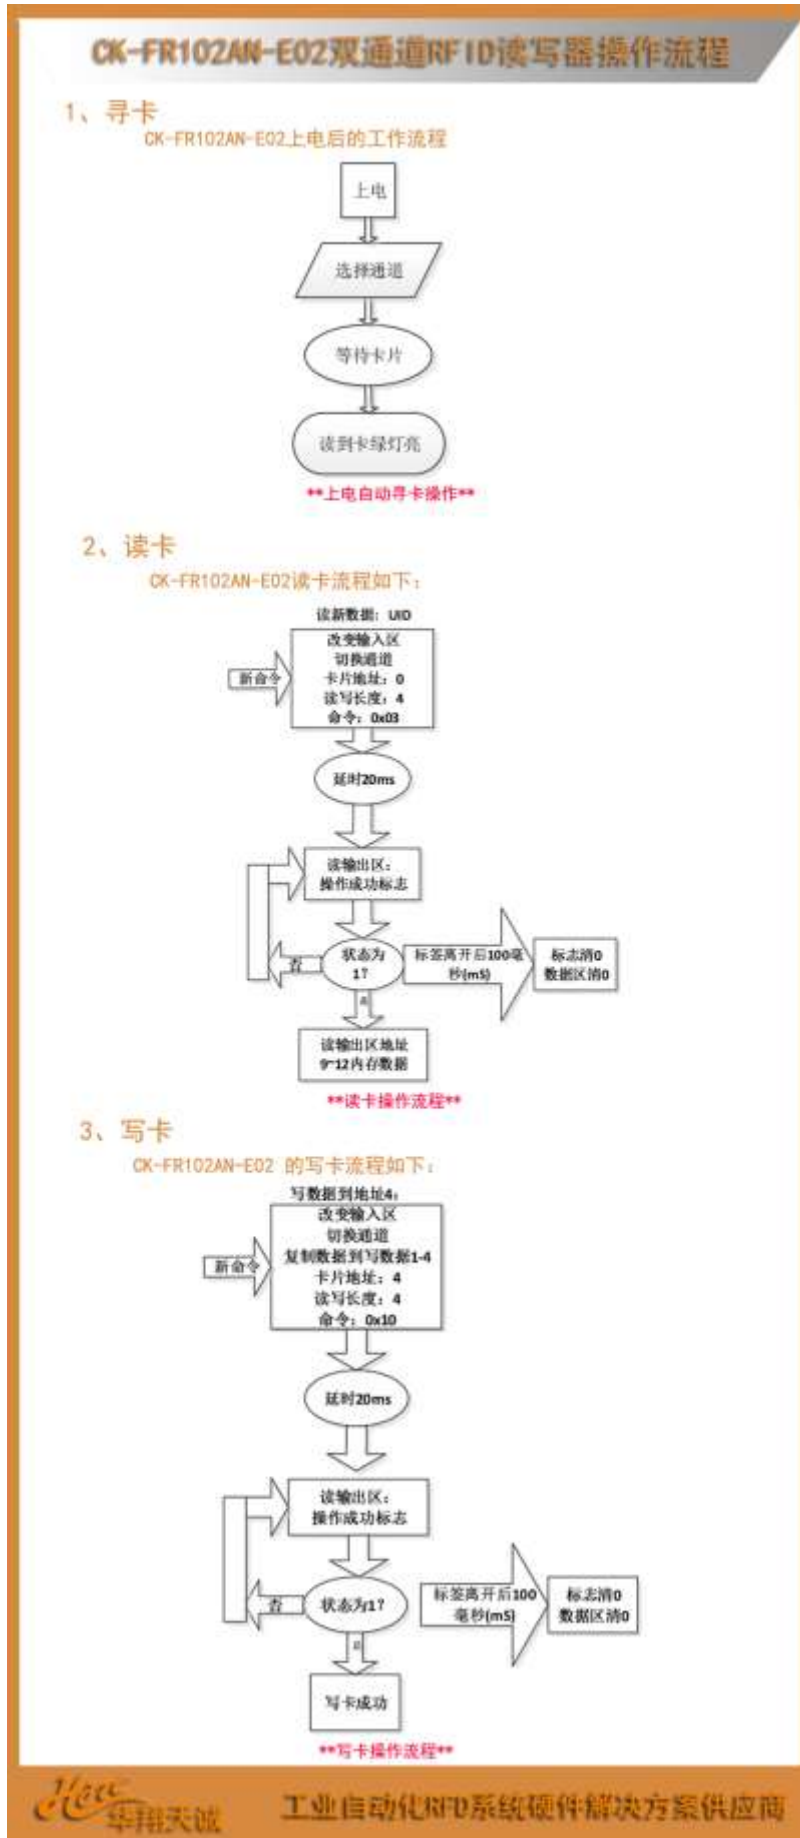 CK-FR102AN-E02双通道RFID读写器操作流程
1、寻卡
CK-FR102AN-E02上电后的工作流程
上电
选择通道
等待卡片
读到卡绿灯亮
**上电自动寻卡操作**
2、读卡
CK-FR102AN-E02读卡流程如下：
读新数据：UID
改变输入区
切换通道
卡片地址：0
读写长度：4
命令：0x03
新命令
延时20ms
读输出区：
操作成功标志
状态为
1?
否
标签离开后100毫
秒(mS)
标志清0
数据区清0
是
读输出区地址
9~12内存数据
**读卡操作流程**
3、写卡
CK-FR102AN-E02 的写卡流程如下：
写数据到地址4：
改变输入区
切换通道
复制数据到写数据1-4
卡片地址：4
读写长度：4
命令：0x10
新命令
延时20ms
读输出区：
操作成功标志
状态为1?
否
标签离开后100
毫秒(mS)
标志清0
数据区清0
是
写卡成功
**写卡操作流程**
华翔天诚
工业自动化RFID系统硬件解决方案供应商